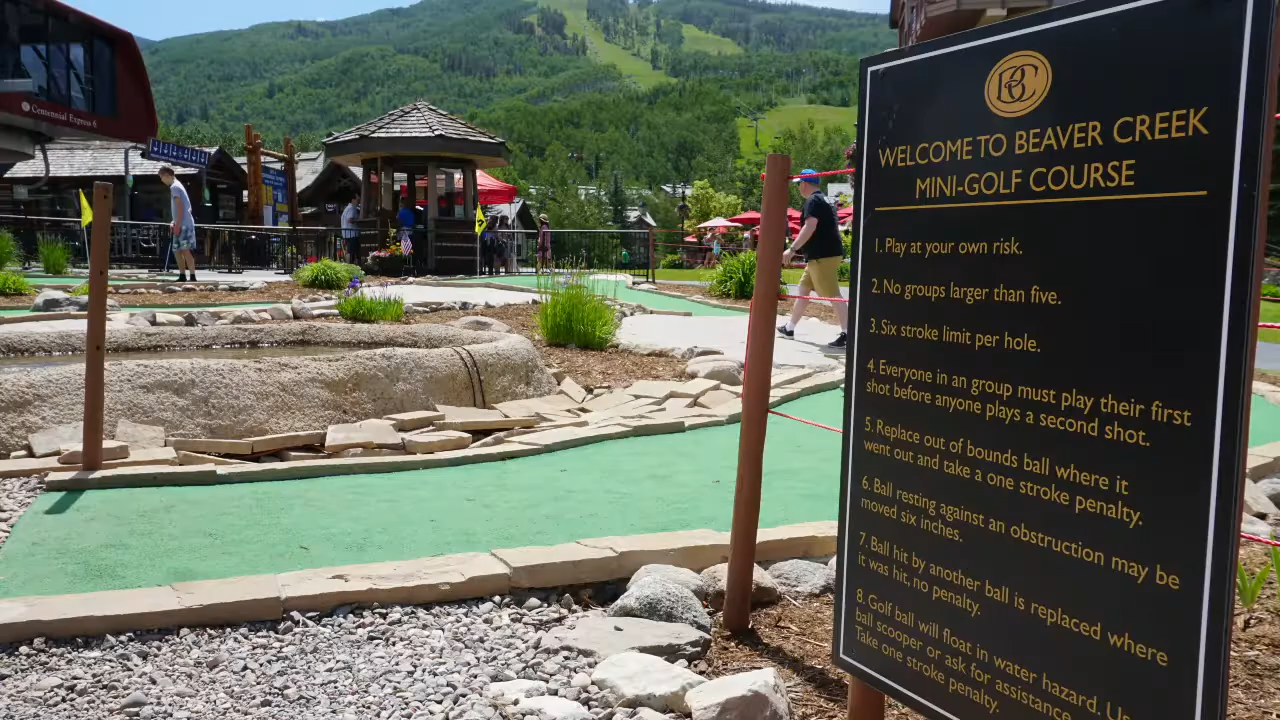 Centennial Express 6
BC
WELCOME TO BEAVER CREEK
MINI-GOLF COURSE
1. Play at your own risk.
2. No groups larger than five.
3. Six stroke limit per hole.
4. Everyone in an group must play their first
shot before anyone plays a second shot.
5. Replace out of bounds ball where it
went out and take a one stroke penalty.
6. Ball resting against an obstruction may be
moved six inches.
7. Ball hit by another ball is replaced where
it was hit, no penalty.
8. Golf ball will float in water hazard.
ball scooper or ask for assistance
Take one stroke penalty.